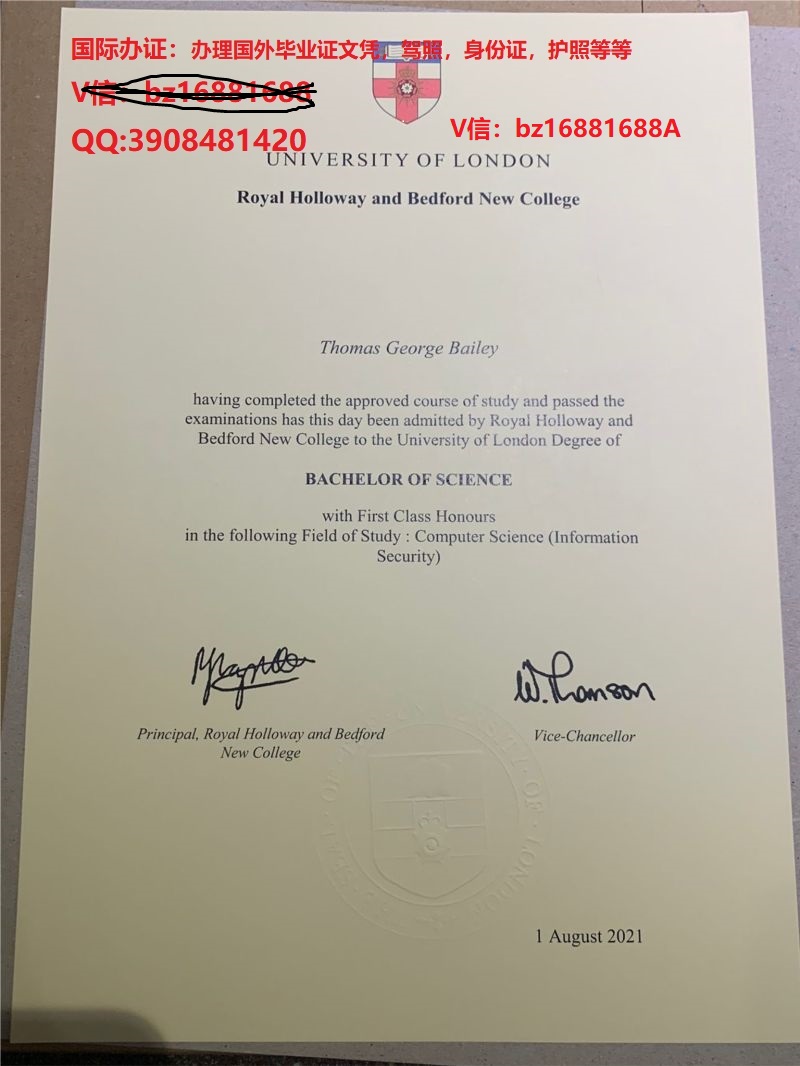 国际办证：办理国外毕业证文凭，驾照，身份证，护照等等
V信：bz16881688
V信：bz16881688A
QQ:3908481420
UNIVERSITY OF LONDON
Royal Holloway and Bedford New College
Thomas George Bailey
having completed the approved course of study and passed the
examinations has this day been admitted by Royal Holloway and
Bedford New College to the University of London Degree of
BACHELOR OF SCIENCE
with First Class Honours
in the following Field of Study : Computer Science (Information
Security)
W. Thomson
Principal, Royal Holloway and Bedford
New College
Vice-Chancellor
1 August 2021